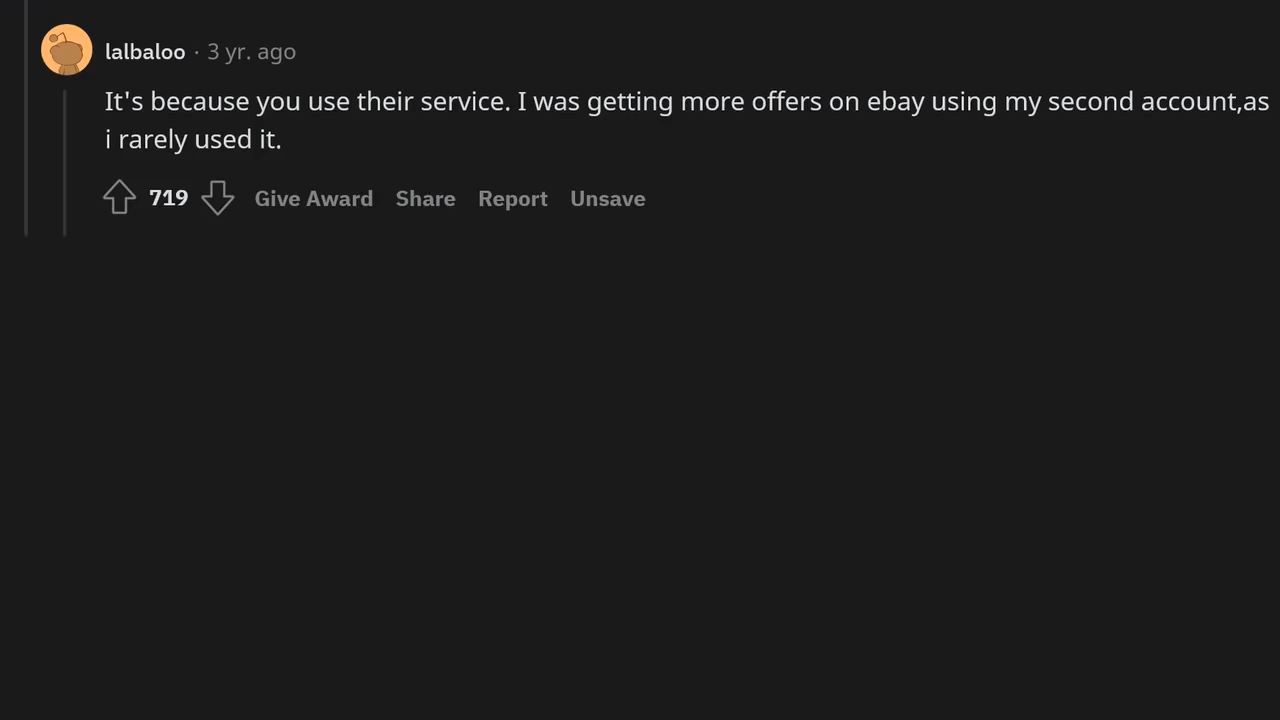 lalbaloo · 3 yr. ago
It's because you use their service. I was getting more offers on ebay using my second account,as
i rarely used it.
719 Give Award Share Report Unsave